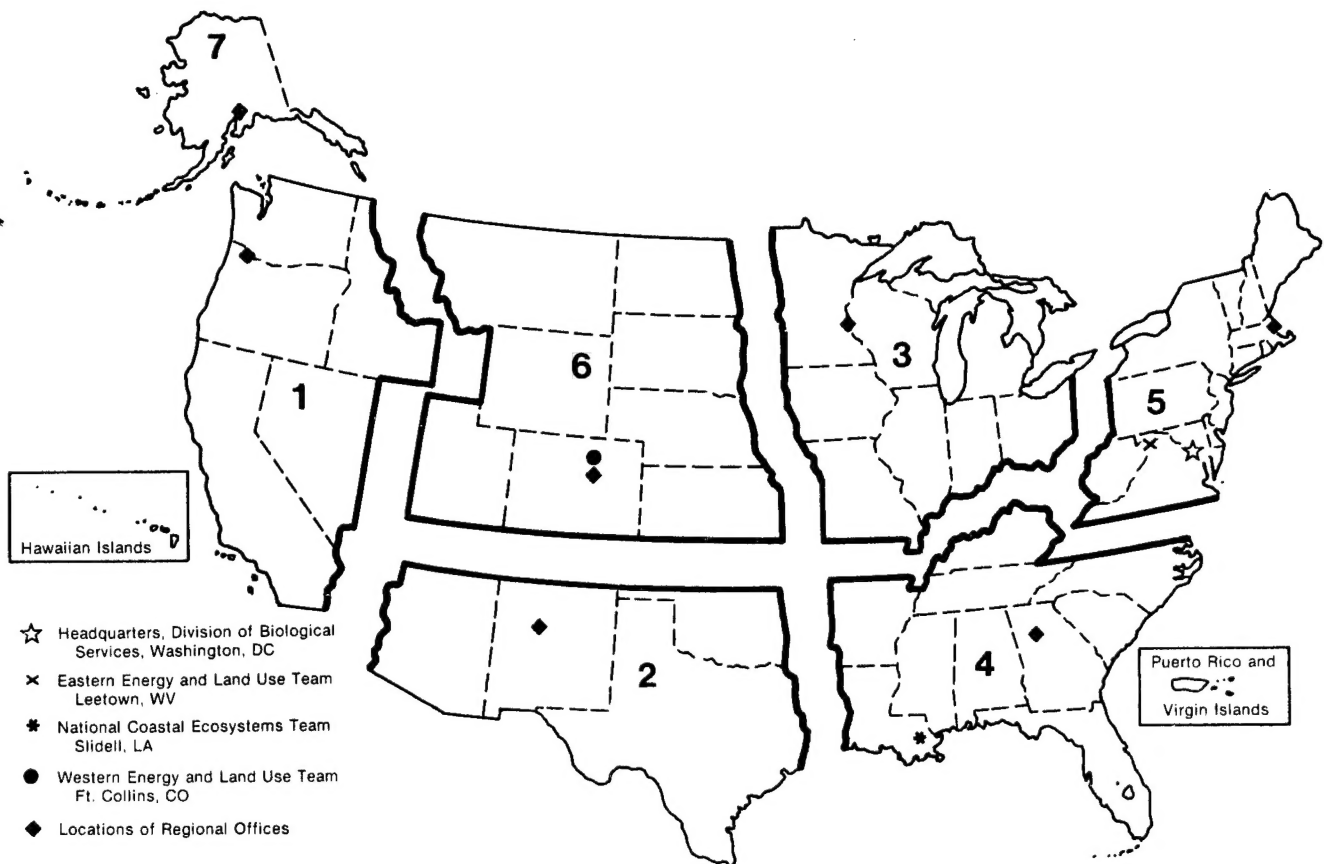 7
6
3
1
5
Hawaiian Islands
2
4
Puerto Rico and
Virgin Islands
☆ Headquarters, Division of Biological
Services, Washington, DC
× Eastern Energy and Land Use Team
Leetown, WV
* National Coastal Ecosystems Team
Slidell, LA
● Western Energy and Land Use Team
Ft. Collins, CO
◆ Locations of Regional Offices